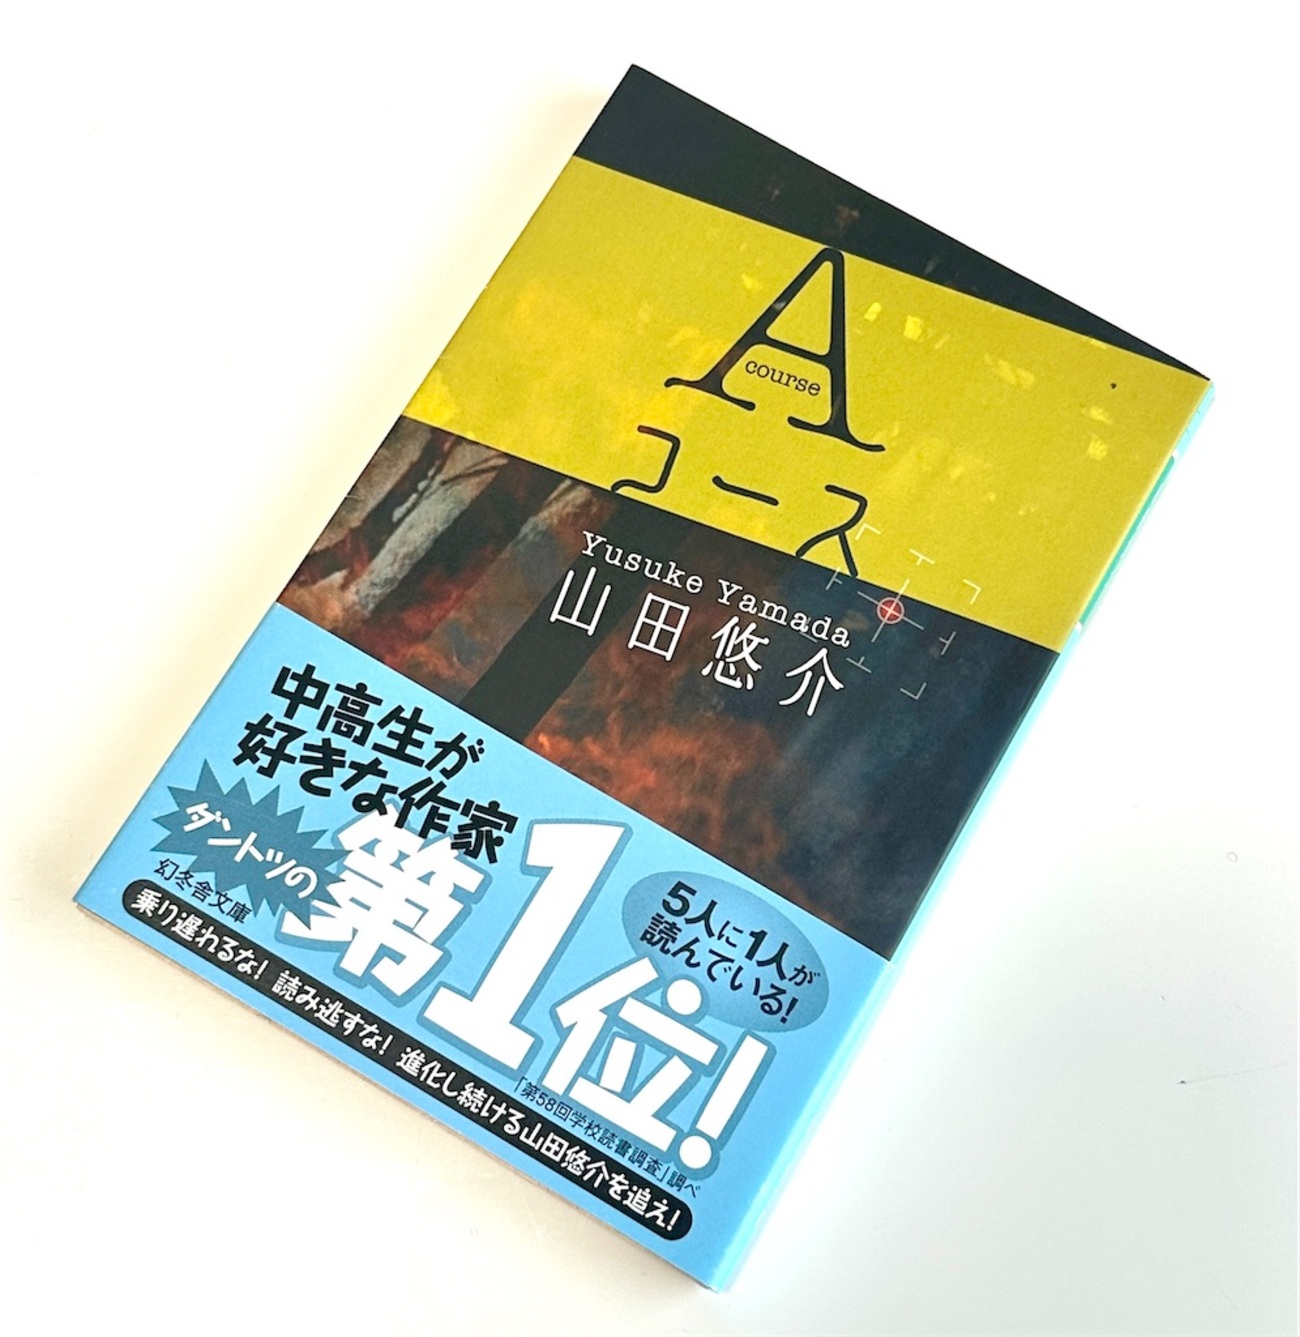 A
course
コース
Yusuke Yamada
山田悠介
中高生が
好きな作家
ダントツの
第1位!
5人に1人が
読んでいる!
幻冬舎文庫
「第58回学校読書調査」調べ
乗り遅れるな! 読み逃すな! 進化し続ける山田悠介を追え!